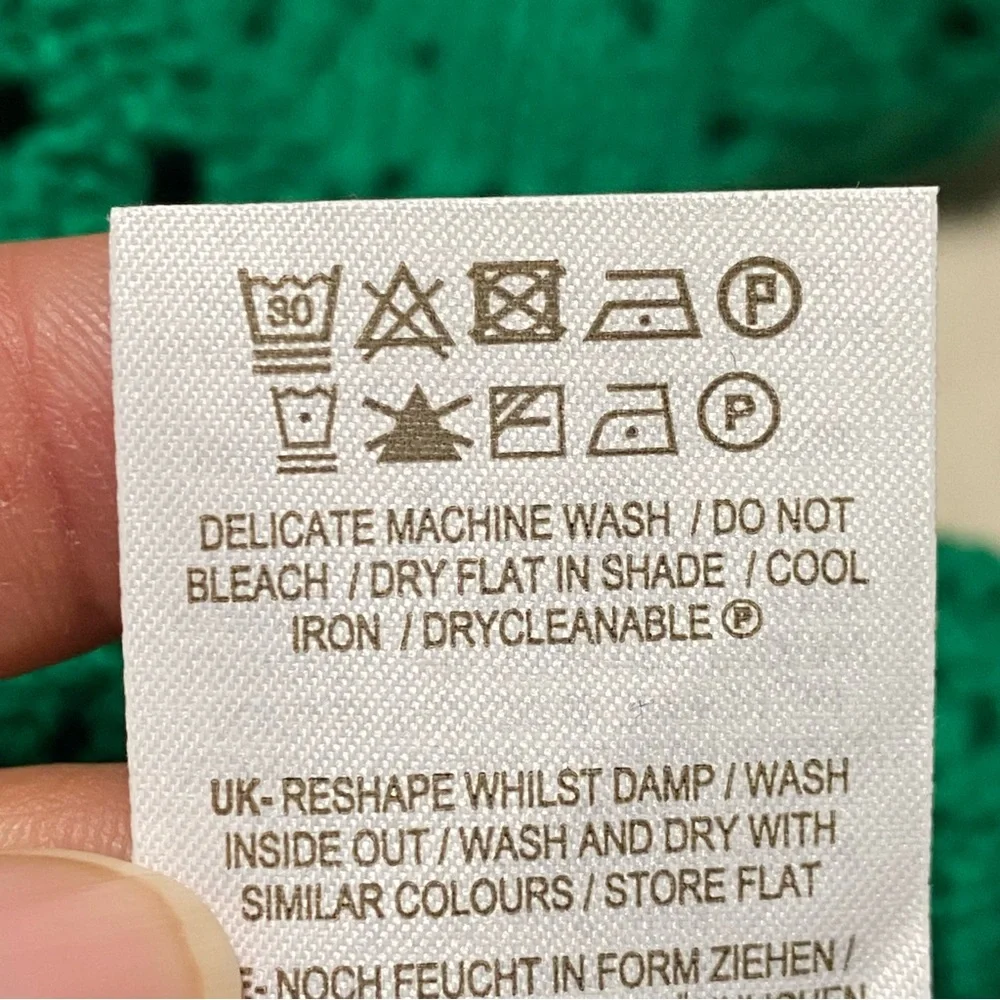 30 P
P
DELICATE MACHINE WASH / DO NOT
BLEACH / DRY FLAT IN SHADE / COOL
IRON / DRYCLEANABLE Ⓟ
UK- RESHAPE WHILST DAMP / WASH
INSIDE OUT / WASH AND DRY WITH
SIMILAR COLOURS / STORE FLAT
NOCH FEUCHT IN FORM ZIEHEN /